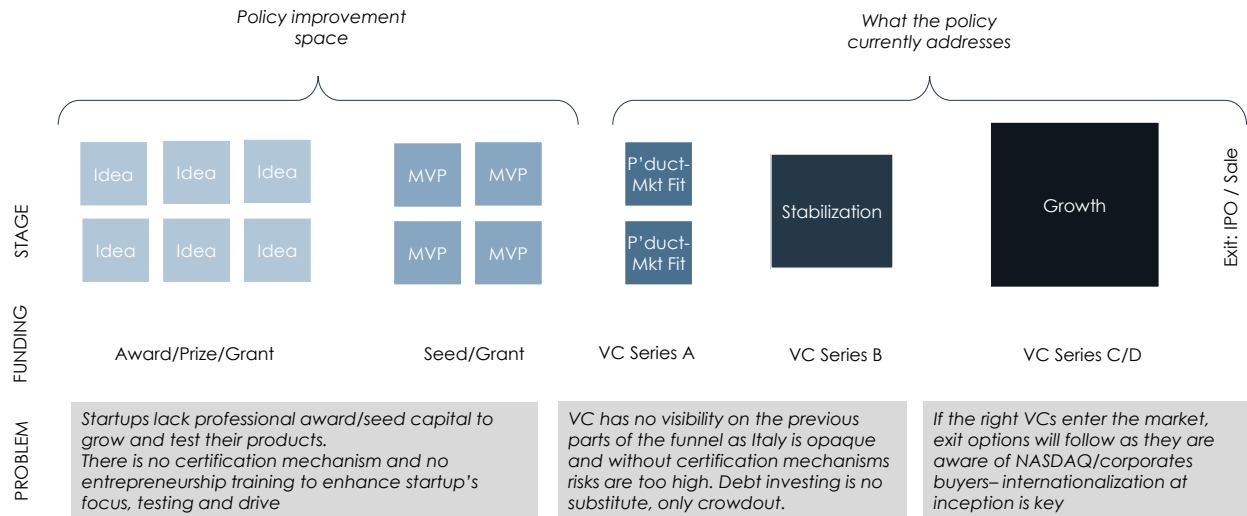 Policy improvement
space
What the policy
currently addresses
STAGE
Idea
Idea
Idea
Idea
Idea
Idea
MVP
MVP
MVP
MVP
P'duct-
Mkt Fit
P'duct-
Mkt Fit
Stabilization
Growth
Exit: IPO / Sale
FUNDING
Award/Prize/Grant
Seed/Grant
VC Series A
VC Series B
VC Series C/D
PROBLEM
Startups lack professional award/seed capital to
grow and test their products.
There is no certification mechanism and no
entrepreneurship training to enhance startup's
focus, testing and drive
VC has no visibility on the previous
parts of the funnel as Italy is opaque
and without certification mechanisms
risks are too high. Debt investing is no
substitute, only crowdout.
If the right VCs enter the market,
exit options will follow as they are
aware of NASDAQ/corporates
buyers– internationalization at
inception is key